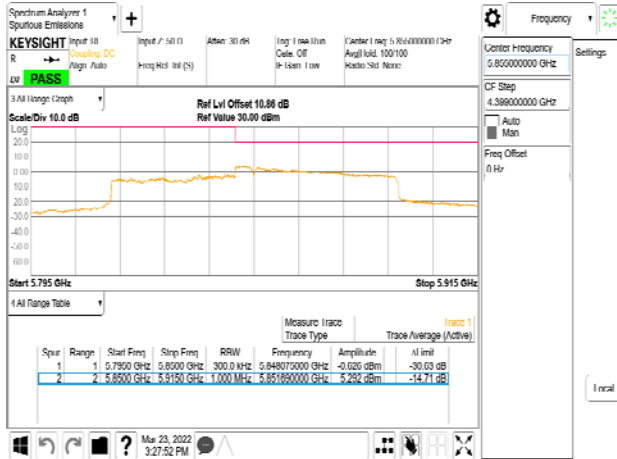 Spectrum Analyzer 1
Spurious Emissions
Frequency
Settings
KEYSIGHT
Input: RF
Coupling: DC
Align: Auto
Input Z: 50 Ω
Freq Ref: Int (S)
Atten: 30 dB
Trig: Free Run
Gate: Off
IF Gain: Low
Center Freq: 5.855000000 GHz
Avg|Hold: 100/100
Radio Std: None
R
PASS
Center Frequency
5.855000000 GHz
CF Step
4.399000000 GHz
Auto
Man
Freq Offset
0 Hz
3 All Range Graph
Scale/Div 10.0 dB
Ref Lvl Offset 10.86 dB
Ref Value 30.00 dBm
Log
20.0
10.0
0.00
-10.0
-20.0
-30.0
-40.0
-50.0
-60.0
Start 5.795 GHz
Stop 5.915 GHz
4 All Range Table
Measure Trace Trace 1
Trace Type Trace Average (Active)
Spur Range Start Freq Stop Freq RBW Frequency Amplitude Δ Limit
1 1 5.7950 GHz 5.8500 GHz 300.0 kHz 5.848075000 GHz -0.626 dBm -30.63 dB
2 2 5.8500 GHz 5.9150 GHz 1.000 MHz 5.851690000 GHz 5.292 dBm -14.71 dB
Local
?
Mar 23, 2022
3:27:52 PM